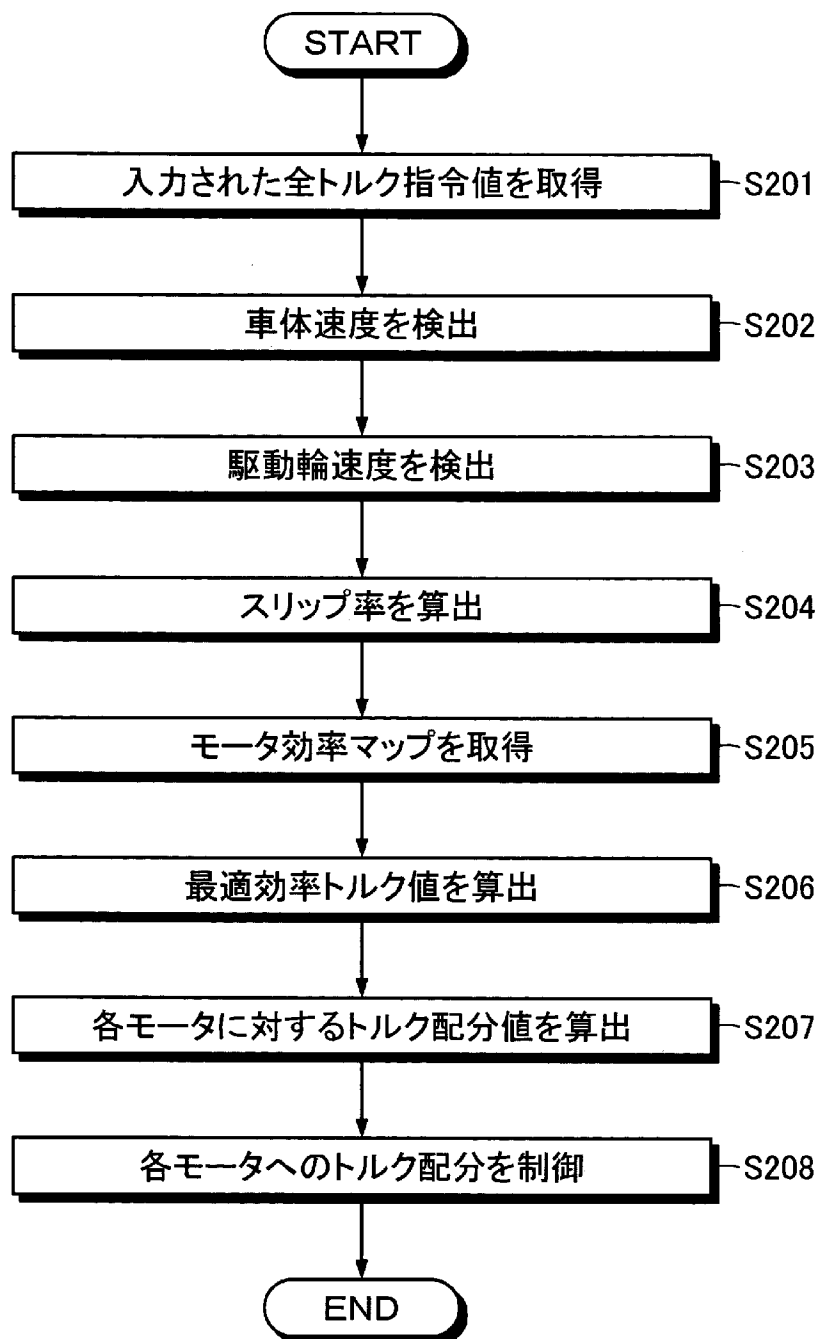 START
入力された全トルク指令値を取得
S201
車体速度を検出
S202
駆動輪速度を検出
S203
スリップ率を算出
S204
モータ効率マップを取得
S205
最適効率トルク値を算出
S206
各モータに対するトルク配分値を算出
S207
各モータへのトルク配分を制御
S208
END